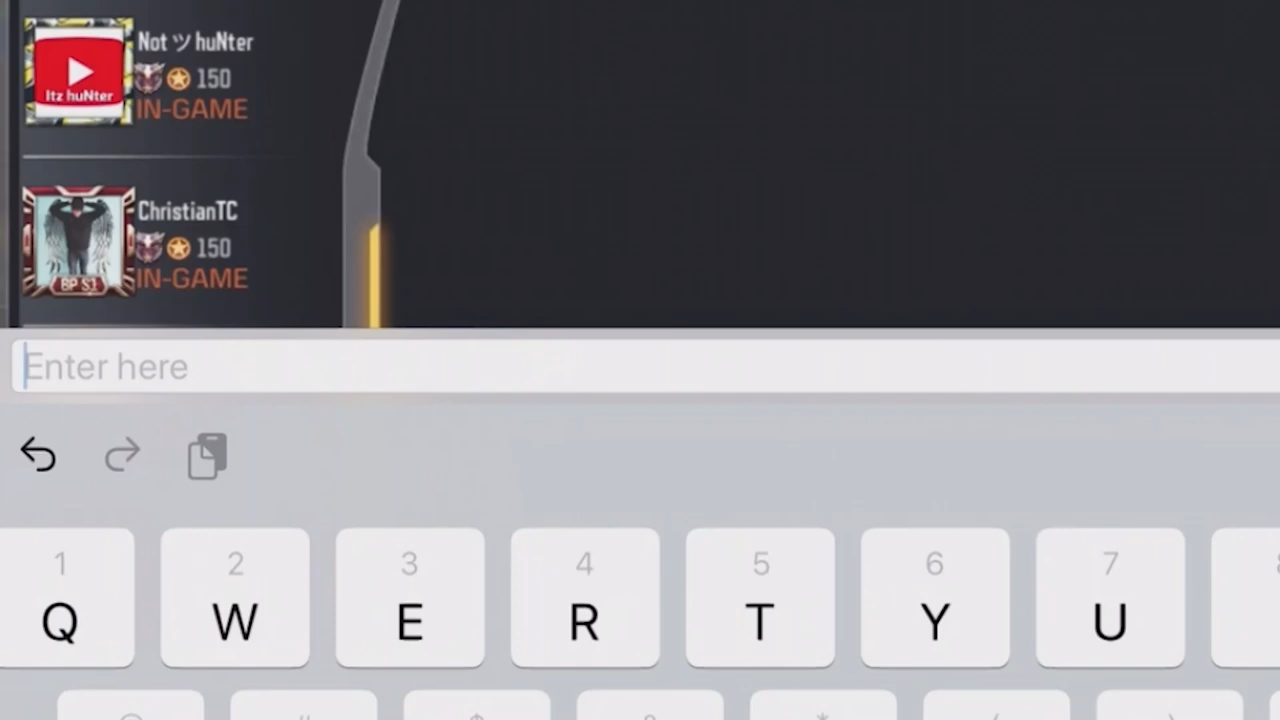 Not ツ huNter
Itz huNter
150
IN-GAME
ChristianTC
150
BP S1
IN-GAME
Enter here
1 2 3 4 5 6 7
Q W E R T Y U